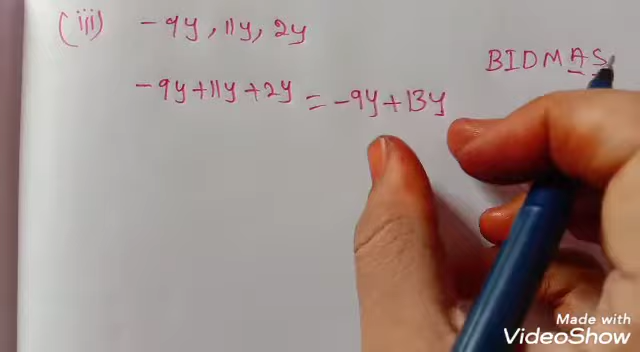 (iii) -9y, 11y, 2y
BIDMAS
-9y+11y+2y = -9y+13y
Made with
VideoShow